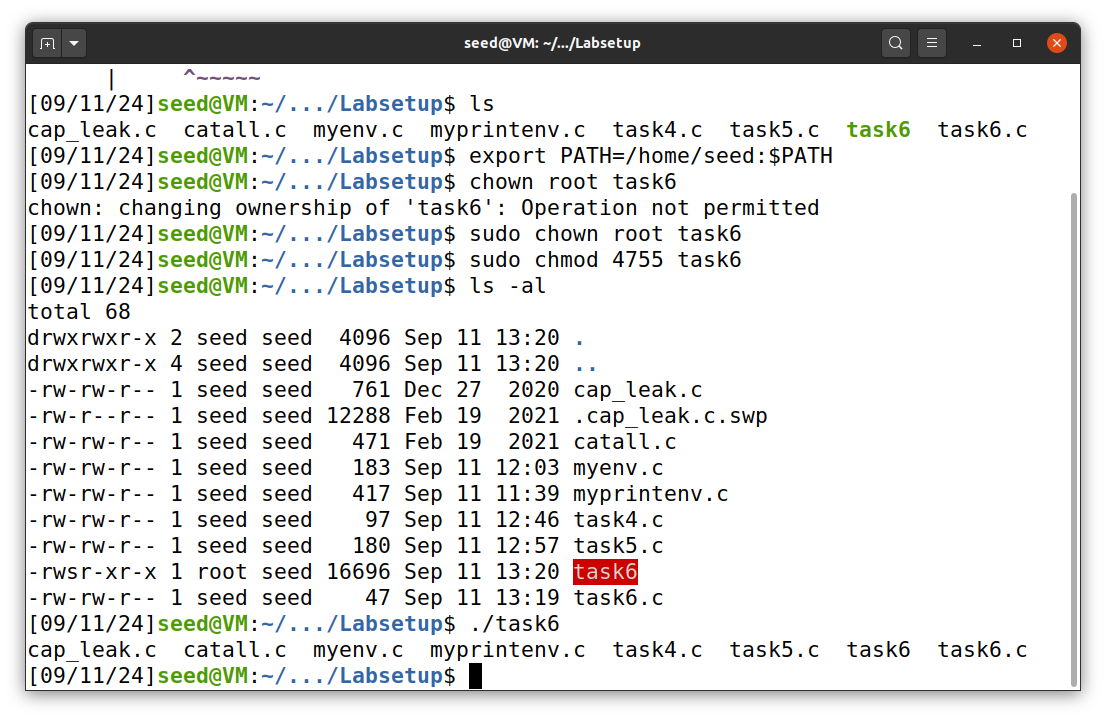 seed@VM: ~/.../Labsetup
|     ^~~~~~
[09/11/24]seed@VM:~/.../Labsetup$ ls
cap_leak.c  catall.c  myenv.c  myprintenv.c  task4.c  task5.c  task6  task6.c
[09/11/24]seed@VM:~/.../Labsetup$ export PATH=/home/seed:$PATH
[09/11/24]seed@VM:~/.../Labsetup$ chown root task6
chown: changing ownership of 'task6': Operation not permitted
[09/11/24]seed@VM:~/.../Labsetup$ sudo chown root task6
[09/11/24]seed@VM:~/.../Labsetup$ sudo chmod 4755 task6
[09/11/24]seed@VM:~/.../Labsetup$ ls -al
total 68
drwxrwxr-x 2 seed seed  4096 Sep 11 13:20 .
drwxrwxr-x 4 seed seed  4096 Sep 11 13:20 ..
-rw-rw-r-- 1 seed seed   761 Dec 27  2020 cap_leak.c
-rw-r--r-- 1 seed seed 12288 Feb 19  2021 .cap_leak.c.swp
-rw-rw-r-- 1 seed seed   471 Feb 19  2021 catall.c
-rw-rw-r-- 1 seed seed   183 Sep 11 12:03 myenv.c
-rw-rw-r-- 1 seed seed   417 Sep 11 11:39 myprintenv.c
-rw-rw-r-- 1 seed seed    97 Sep 11 12:46 task4.c
-rw-rw-r-- 1 seed seed   180 Sep 11 12:57 task5.c
-rwsr-xr-x 1 root seed 16696 Sep 11 13:20 task6
-rw-rw-r-- 1 seed seed    47 Sep 11 13:19 task6.c
[09/11/24]seed@VM:~/.../Labsetup$ ./task6
cap_leak.c  catall.c  myenv.c  myprintenv.c  task4.c  task5.c  task6  task6.c
[09/11/24]seed@VM:~/.../Labsetup$